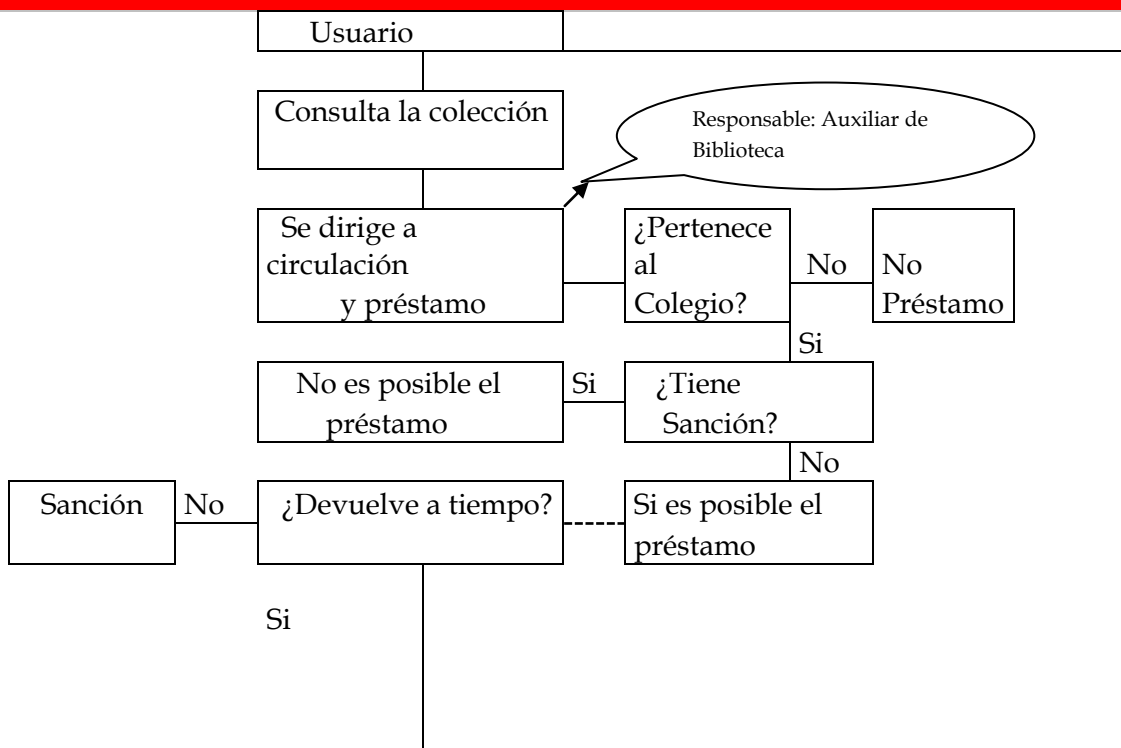 Usuario
Consulta la colección
Responsable: Auxiliar de
Biblioteca
Se dirige a
circulación
y préstamo
¿Pertenece
al
Colegio?
No
No
Préstamo
Si
No es posible el
préstamo
Si
¿Tiene
Sanción?
No
Sanción
No
¿Devuelve a tiempo?
Si es posible el
préstamo
Si